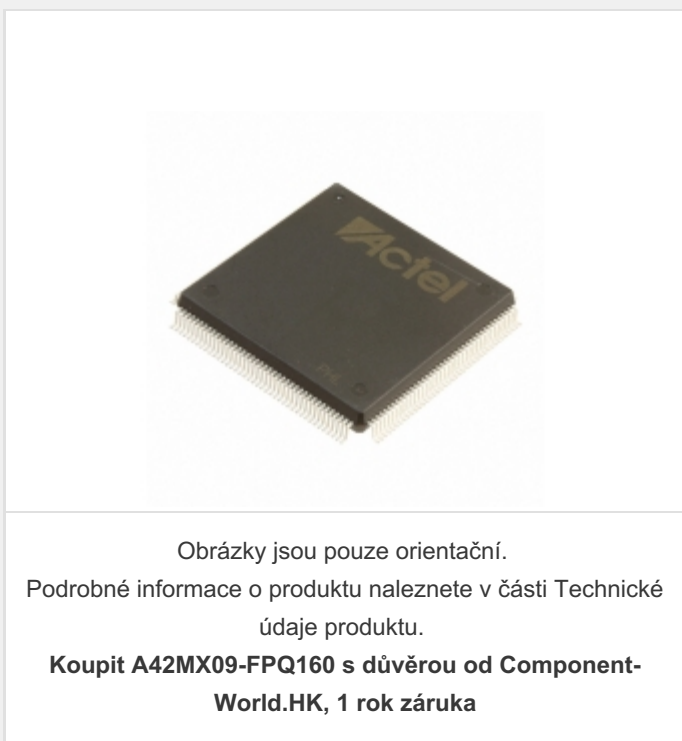 Actel
Obrázky jsou pouze orientační.
Podrobné informace o produktu naleznete v části Technické
údaje produktu.
Koupit A42MX09-FPQ160 s důvěrou od Component-
World.HK, 1 rok záruka